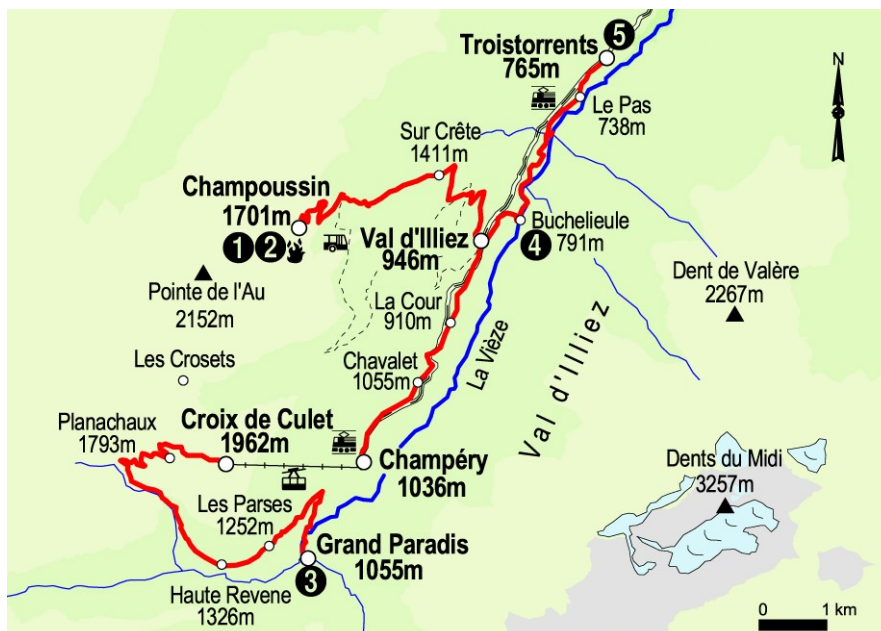 Troistorrents
765m
5
N
Le Pas
738m
Sur Crête
1411m
Champoussin
1701m
1 2
Val d'Illiez
946m
Buchelieule
791m
4
Pointe de l'Au
2152m
Dent de Valère
2267m
La Cour
910m
Les Crosets
Chavalet
1055m
La Vièze
Val d'Illiez
Planachaux
1793m
Croix de Culet
1962m
Champéry
1036m
Dents du Midi
3257m
Les Parses
1252m
Grand Paradis
1055m
3
Haute Revene
1326m
0 1 km